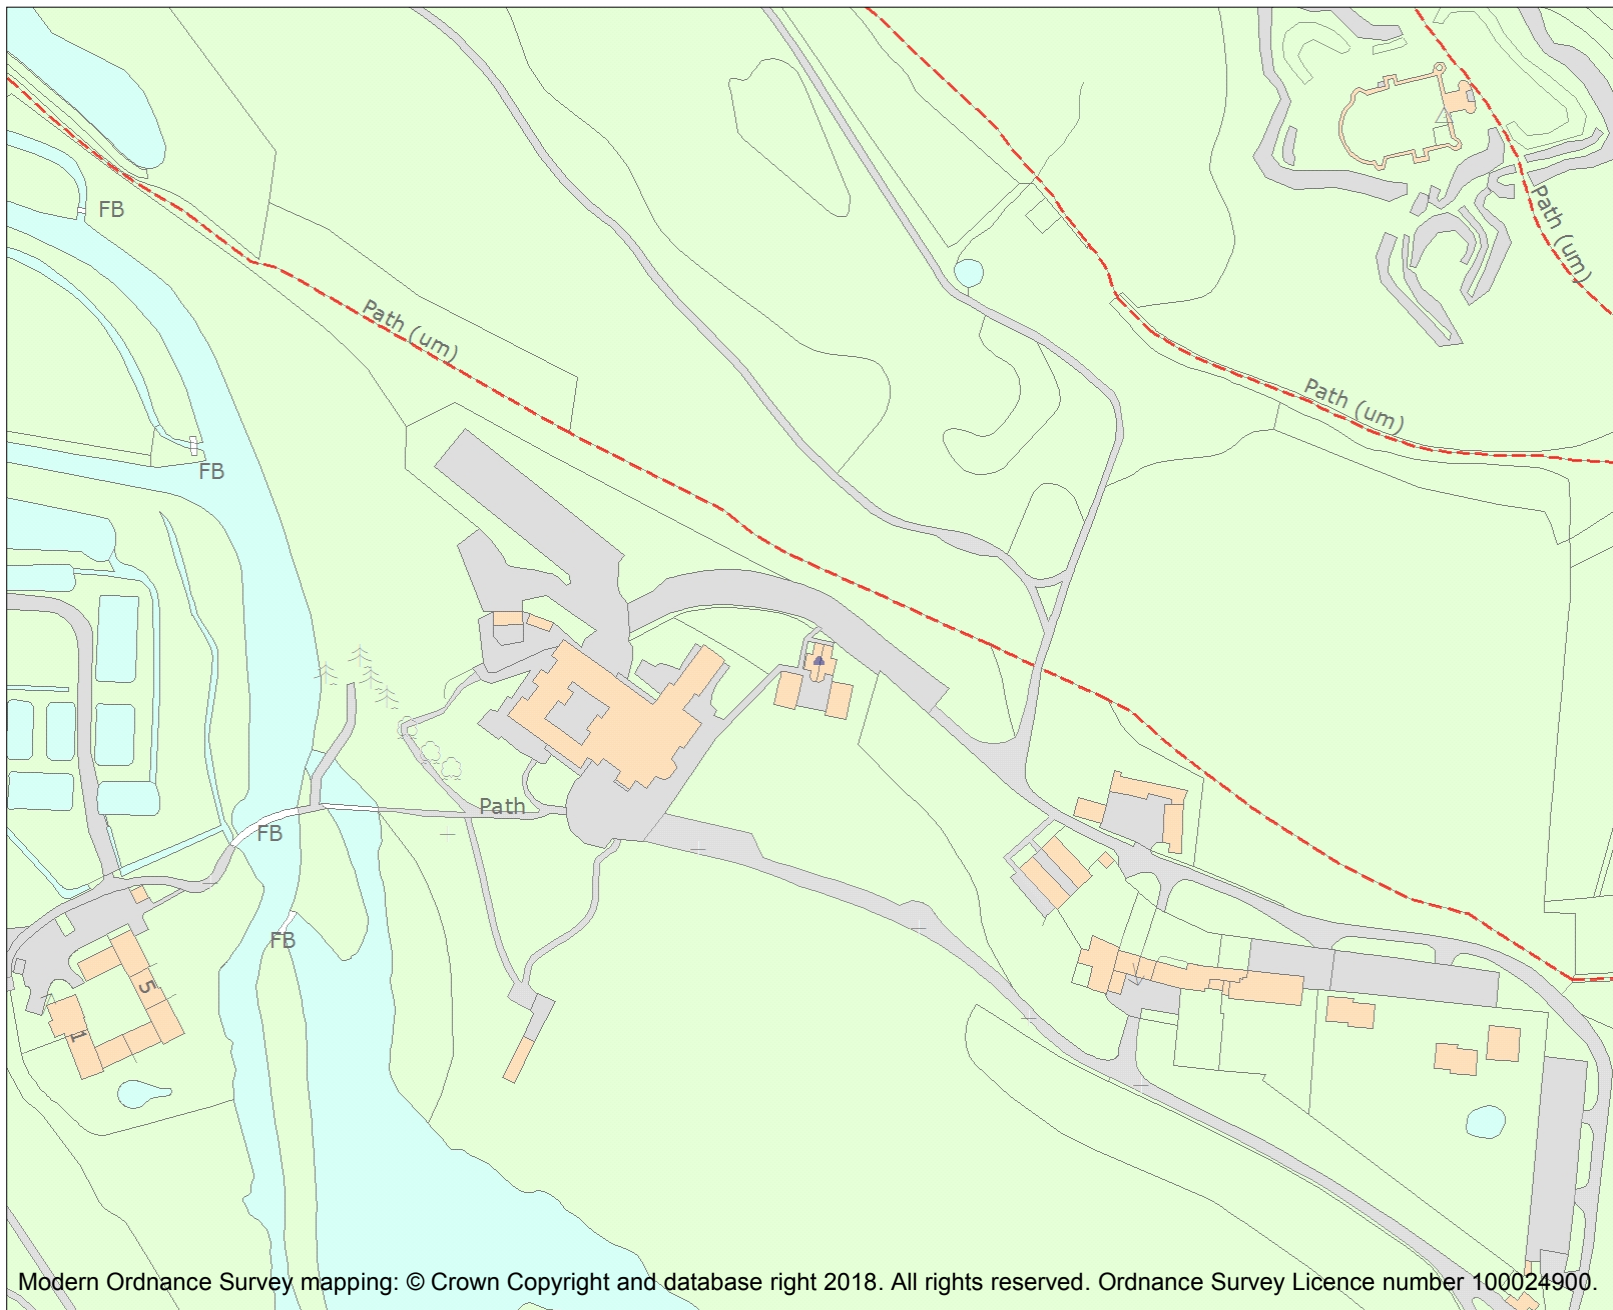 Path (um)
FB
Path (um)
Path (um)
FB
Path
FB
FB
5
1
Modern Ordnance Survey mapping: © Crown Copyright and database right 2018. All rights reserved. Ordnance Survey Licence number 100024900.